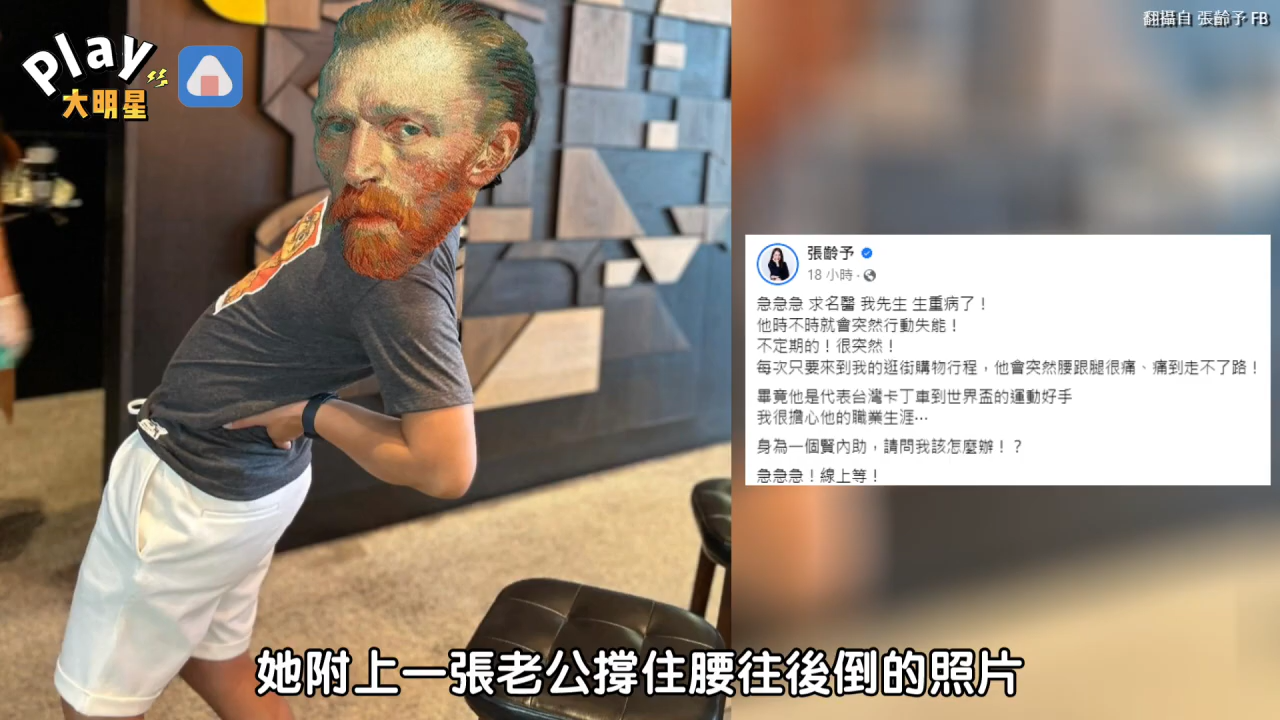 Play
大明星
翻攝自 張齡予 FB
張齡予
18 小時·
急急急 求名醫 我先生 生重病了！
他時不時就會突然行動失能！
不定期的！很突然！
每次只要來到我的逛街購物行程，他會突然腰跟腿很痛、痛到走不了路！
畢竟他是代表台灣卡丁車到世界盃的運動好手
我很擔心他的職業生涯⋯
身為一個賢內助，請問我該怎麼辦！？
急急急！線上等！
她附上一張老公撐住腰往後倒的照片